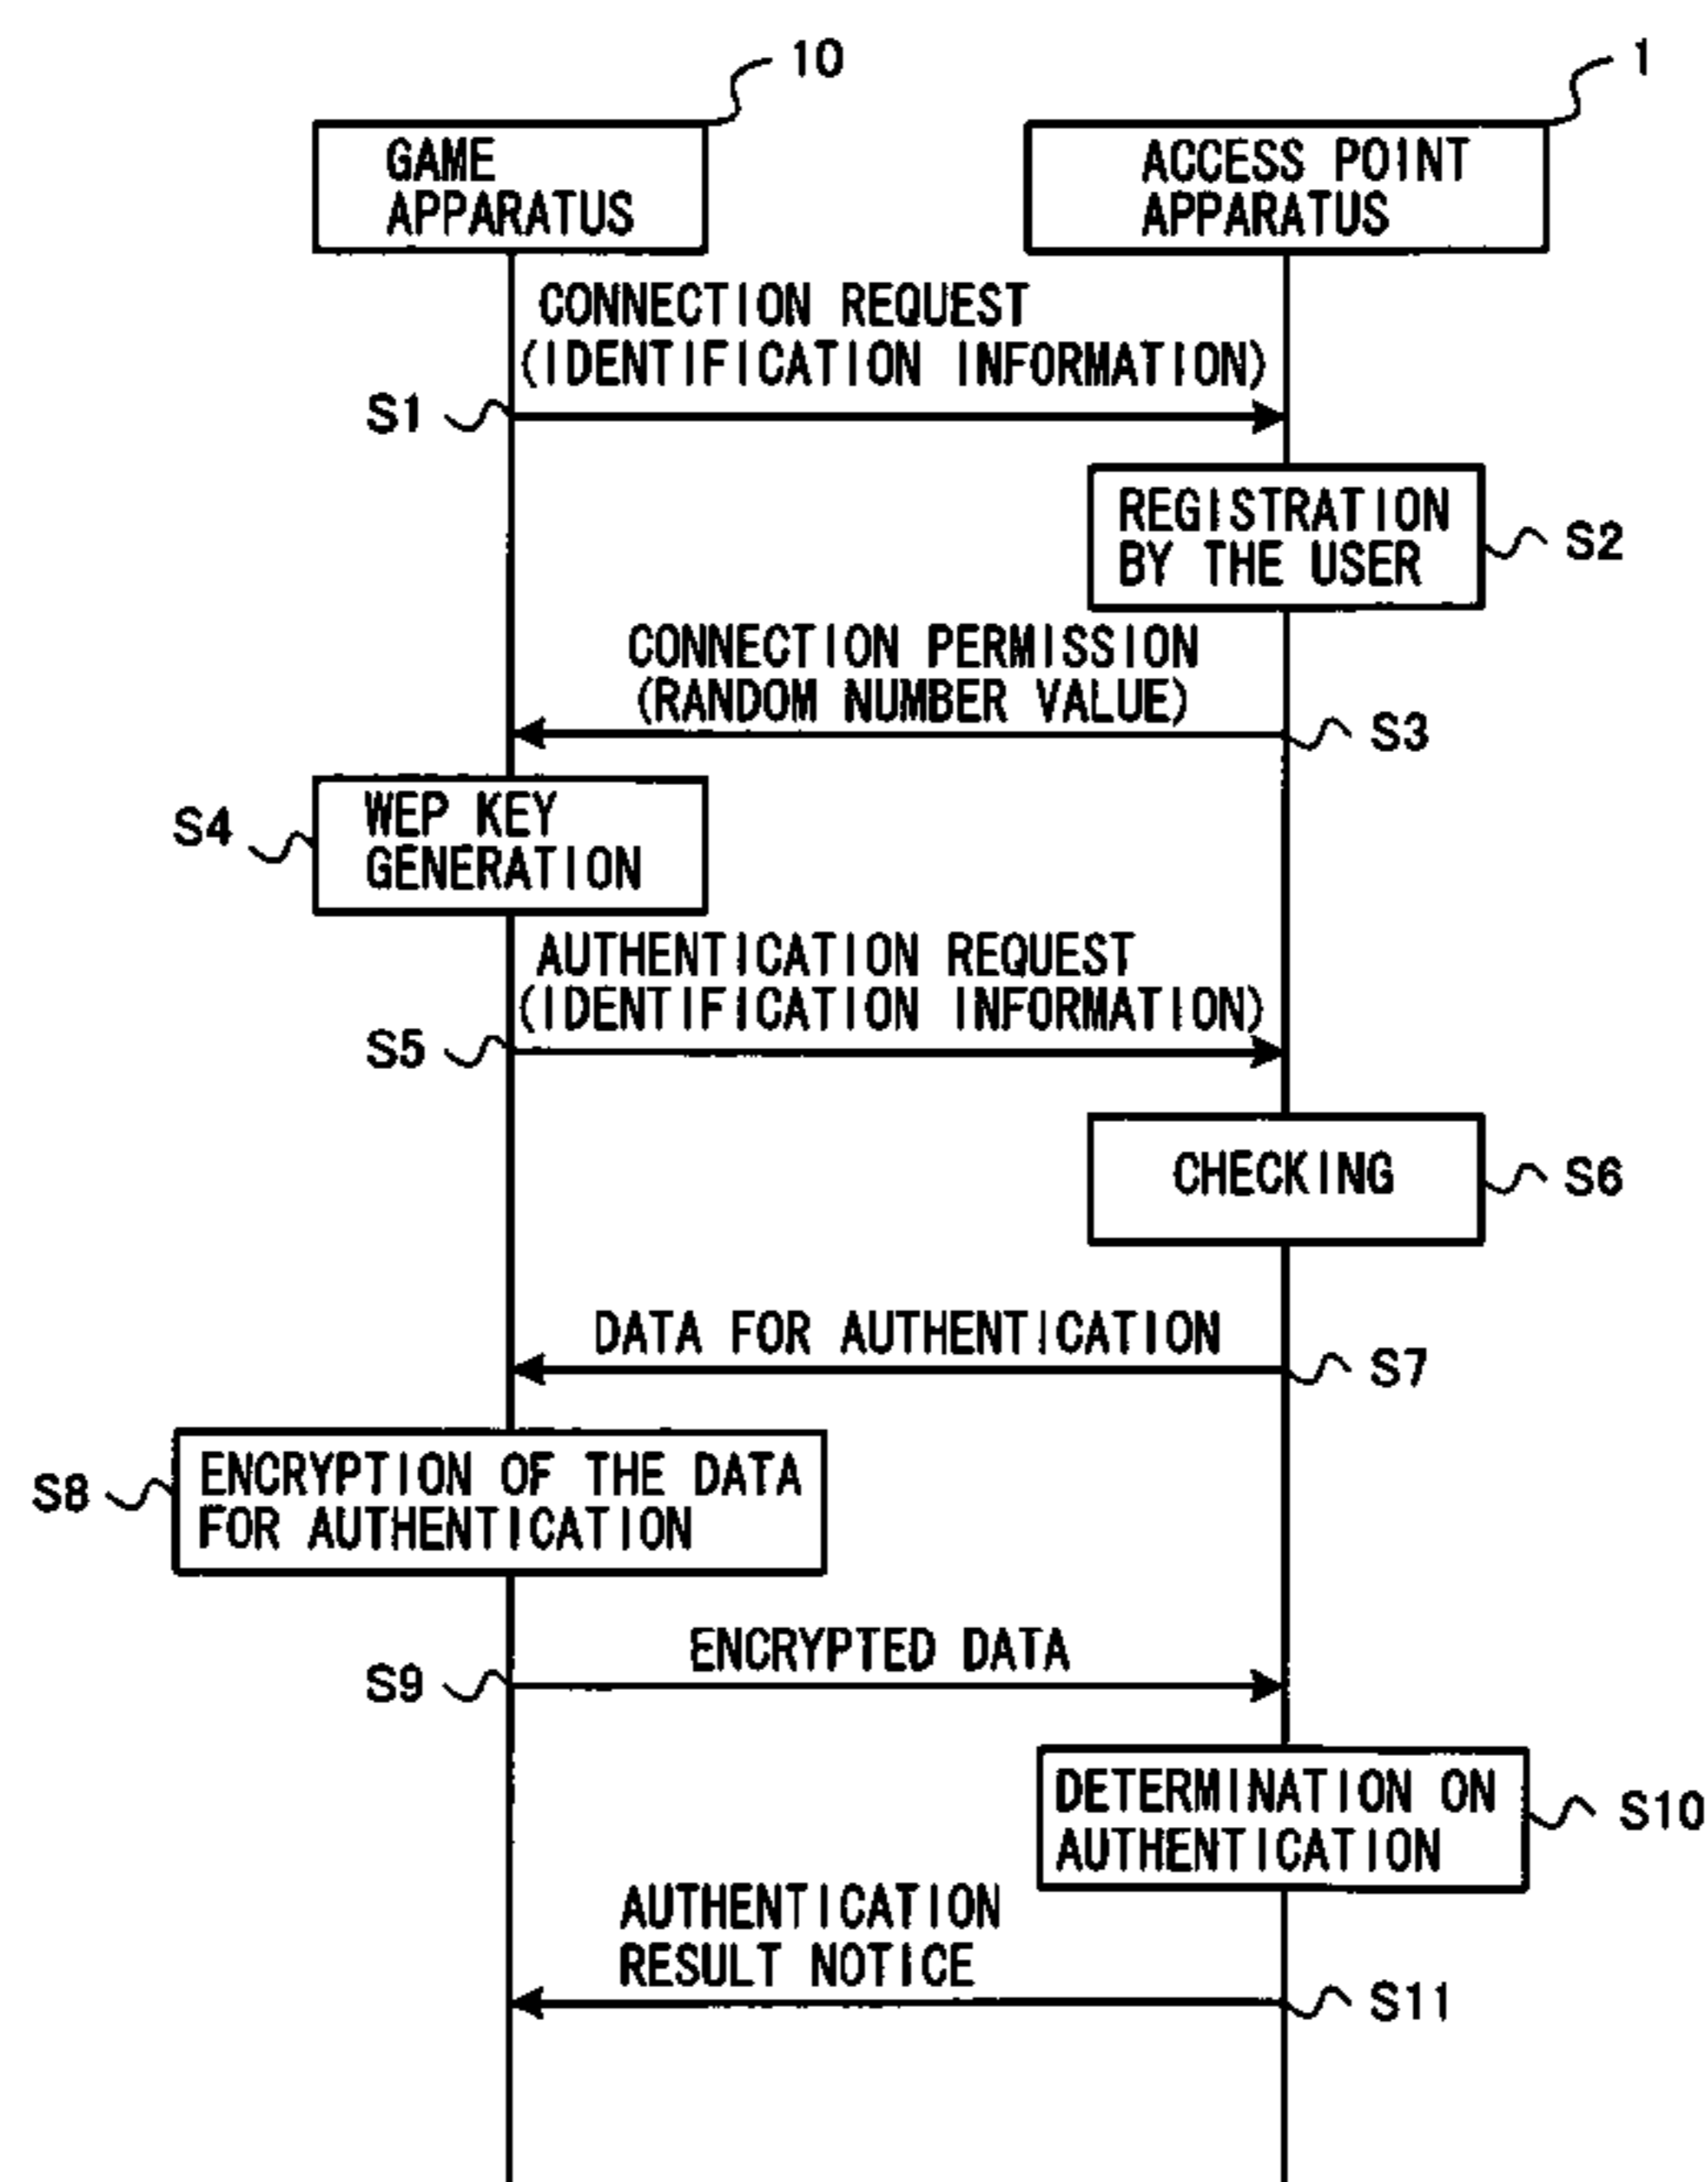 10
1
GAME
APPARATUS
ACCESS POINT
APPARATUS
CONNECTION REQUEST
(IDENTIFICATION INFORMATION)
S1
REGISTRATION
BY THE USER
S2
CONNECTION PERMISSION
(RANDOM NUMBER VALUE)
S3
WEP KEY
GENERATION
S4
AUTHENTICATION REQUEST
(IDENTIFICATION INFORMATION)
S5
CHECKING
S6
DATA FOR AUTHENTICATION
S7
ENCRYPTION OF THE DATA
FOR AUTHENTICATION
S8
ENCRYPTED DATA
S9
DETERMINATION ON
AUTHENTICATION
S10
AUTHENTICATION
RESULT NOTICE
S11